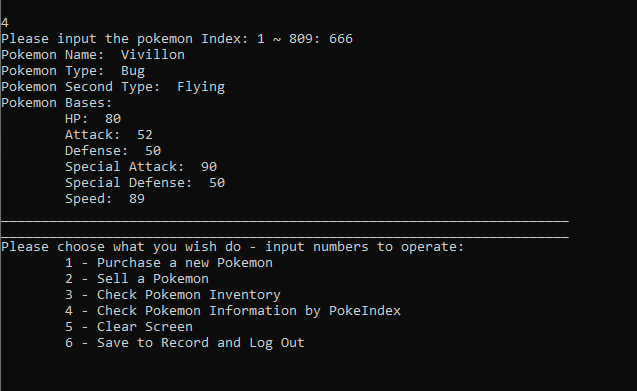 4
Please input the pokemon Index: 1 ~ 809: 666
Pokemon Name:  Vivillon
Pokemon Type:  Bug
Pokemon Second Type:  Flying
Pokemon Bases:
        HP:  80
        Attack:  52
        Defense:  50
        Special Attack:  90
        Special Defense:  50
        Speed:  89
_______________________________________________________________________
_______________________________________________________________________
Please choose what you wish do - input numbers to operate:
        1 - Purchase a new Pokemon
        2 - Sell a Pokemon
        3 - Check Pokemon Inventory
        4 - Check Pokemon Information by PokeIndex
        5 - Clear Screen
        6 - Save to Record and Log Out